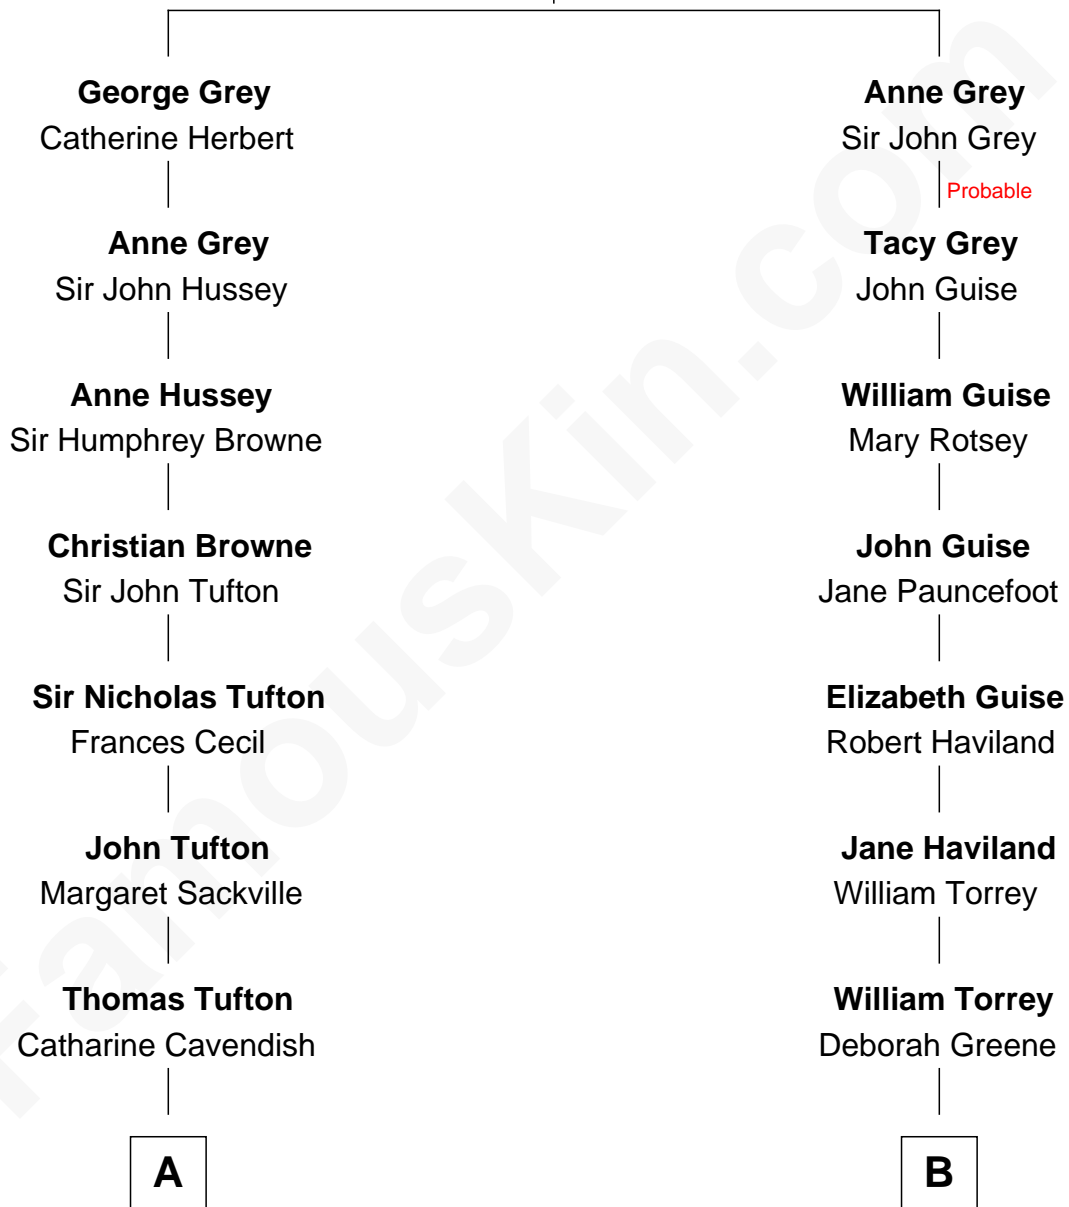 George Grey
Catherine Herbert
Anne Grey
Sir John Hussey
Anne Hussey
Sir Humphrey Browne
Christian Browne
Sir John Tufton
Sir Nicholas Tufton
Frances Cecil
John Tufton
Margaret Sackville
Thomas Tufton
Catharine Cavendish
A
Anne Grey
Sir John Grey
Probable
Tacy Grey
John Guise
William Guise
Mary Rotsey
John Guise
Jane Pauncefoot
Elizabeth Guise
Robert Haviland
Jane Haviland
William Torrey
William Torrey
Deborah Greene
B
FamousKin.com